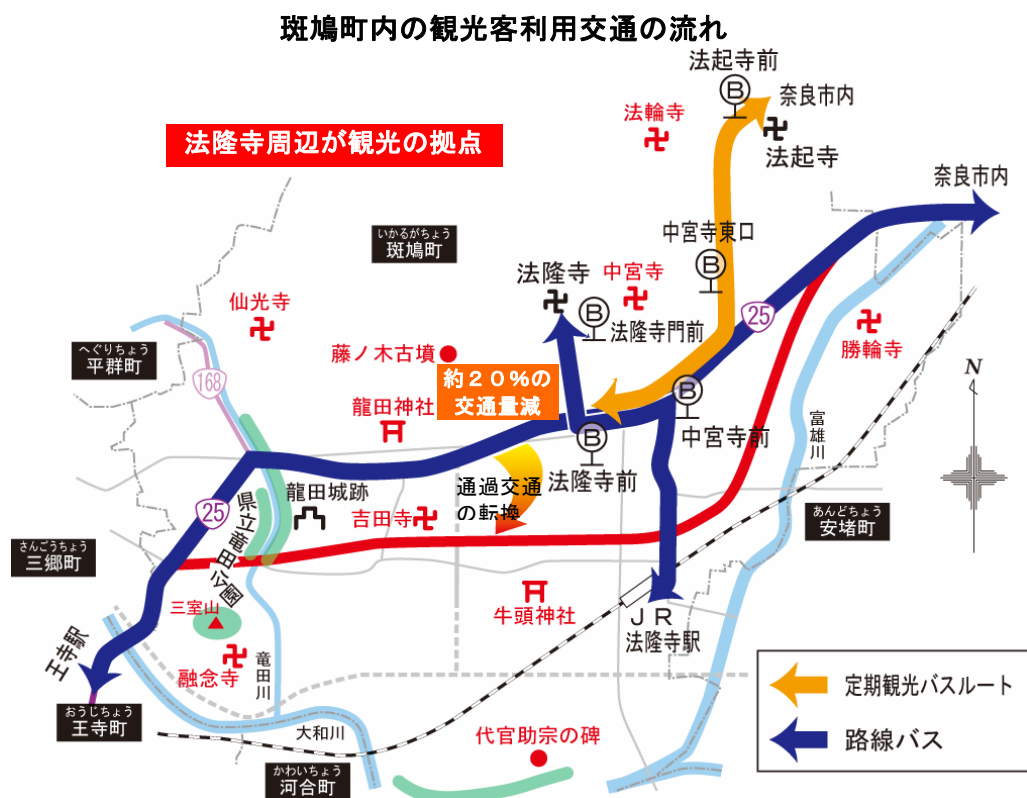 斑鳩町内の観光客利用交通の流れ
法起寺前
B
奈良市内
法輪寺
法隆寺周辺が観光の拠点
法起寺
奈良市内
いかるがちょう
斑鳩町
中宮寺東口
B
法隆寺
中宮寺
仙光寺
B
法隆寺門前
25
勝輪寺
へぐりちょう
平群町
藤ノ木古墳
168
約20%の
交通量減
N
龍田神社
B
中宮寺前
富雄川
B
法隆寺前
通過交通
の転換
龍田城跡
県立竜田公園
25
吉田寺
あんどちょう
安堵町
さんごうちょう
三郷町
三室山
牛頭神社
JR
法隆寺駅
王寺駅
融念寺
竜田川
定期観光バスルート
おうじちょう
王寺町
大和川
代官助宗の碑
路線バス
かわいちょう
河合町